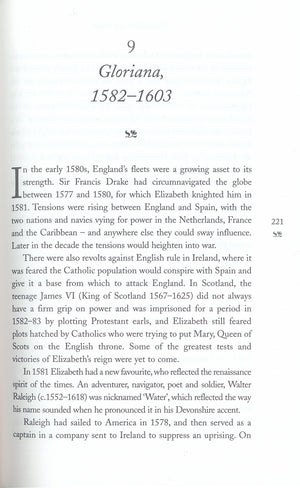 9
Gloriana,
1582–1603
In the early 1580s, England's fleets were a growing asset to its
strength. Sir Francis Drake had circumnavigated the globe
between 1577 and 1580, for which Elizabeth knighted him in
1581. Tensions were rising between England and Spain, with the
two nations and navies vying for power in the Netherlands, France
and the Caribbean – and anywhere else they could sway influence.
Later in the decade the tensions would heighten into war.
There were also revolts against English rule in Ireland, where it
was feared the Catholic population would conspire with Spain and
give it a base from which to attack England. In Scotland, the
teenage James VI (King of Scotland 1567–1625) did not always
have a firm grip on power and was imprisoned for a period in
1582–83 by plotting Protestant earls, and Elizabeth still feared
plots hatched by Catholics who were trying to put Mary, Queen of
Scots on the English throne. Some of the greatest tests and
victories of Elizabeth's reign were yet to come.
In 1581 Elizabeth had a new favourite, who reflected the renaissance
spirit of the times. An adventurer, navigator, poet and soldier, Walter
Raleigh (c.1552–1618) was nicknamed 'Water', which reflected the way
his name sounded when he pronounced it in his Devonshire accent.
Raleigh had sailed to America in 1578, and then served as a
captain in a company sent to Ireland to suppress an uprising. On
221